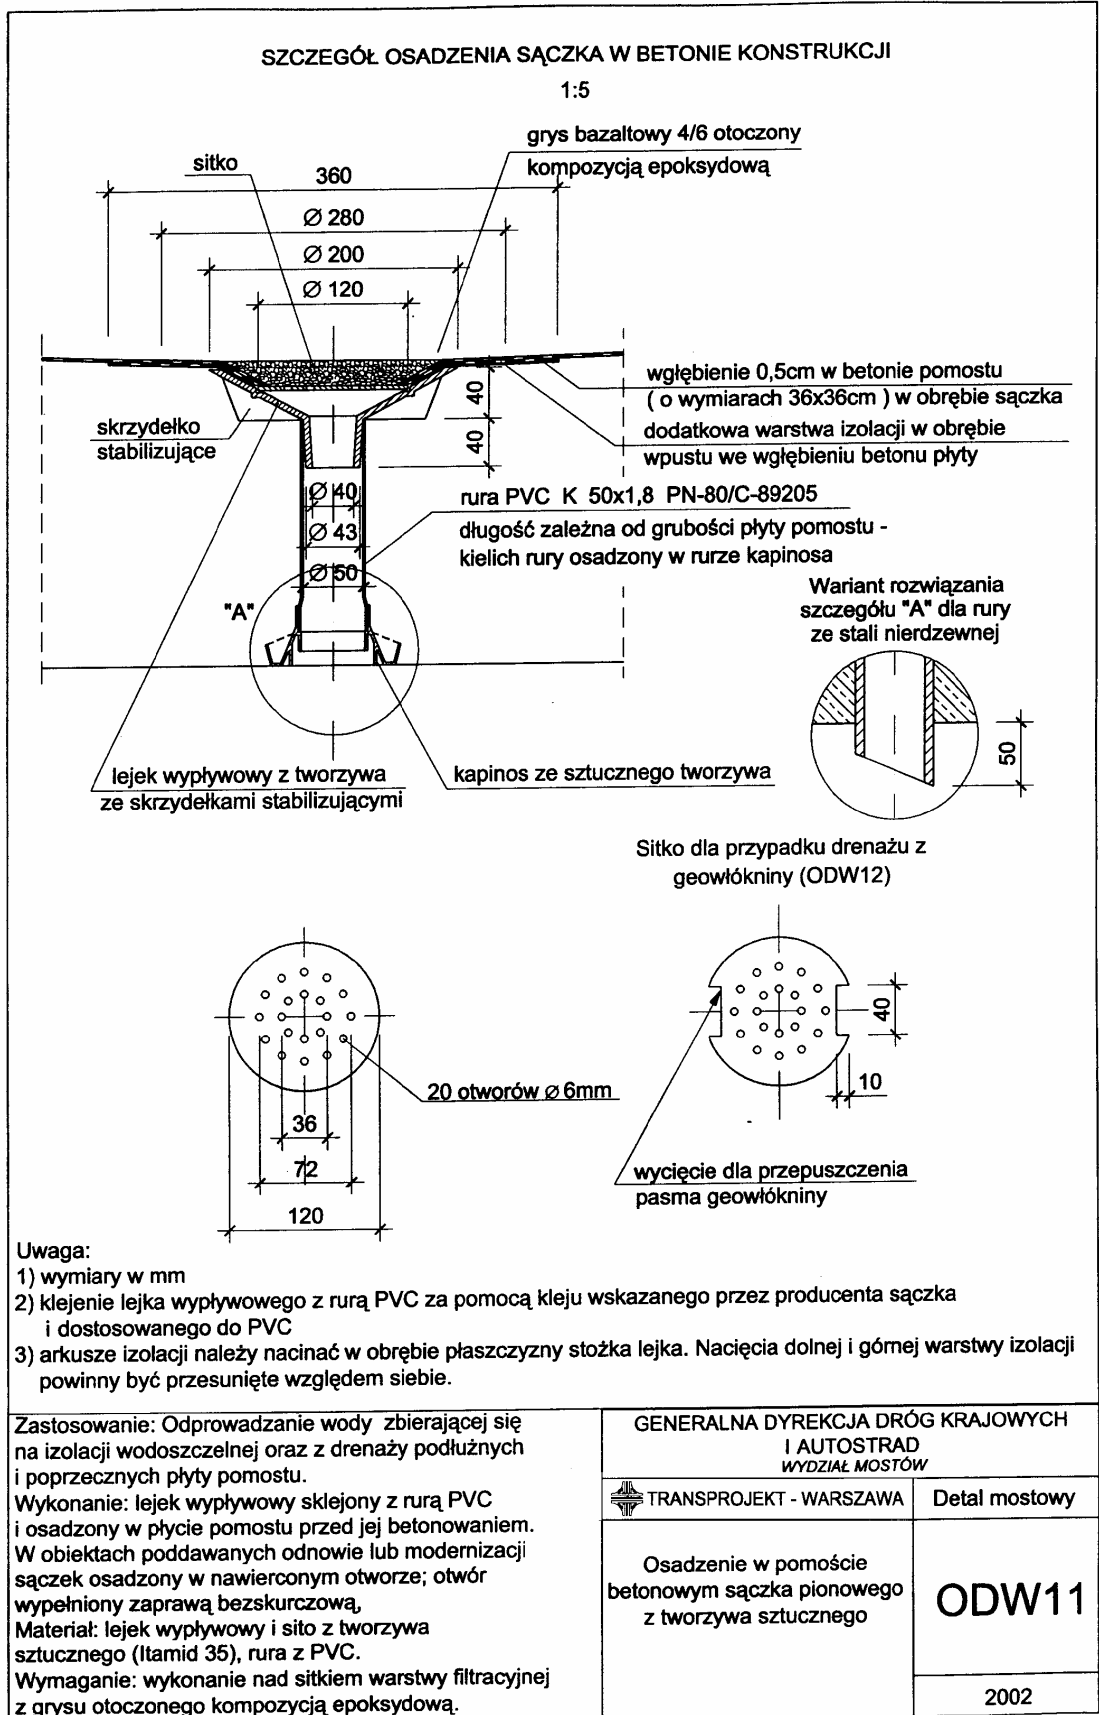 SZCZEGÓŁ OSADZENIA SĄCZKA W BETONIE KONSTRUKCJI
1:5
grys bazaltowy 4/6 otoczony
kompozycją epoksydową
sitko
360
Ø 280
Ø 200
Ø 120
40
40
wgłębienie 0,5cm w betonie pomostu
( o wymiarach 36x36cm ) w obrębie sączka
dodatkowa warstwa izolacji w obrębie
wpustu we wgłębieniu betonu płyty
skrzydełko
stabilizujące
Ø 40
Ø 43
Ø 50
rura PVC K 50x1,8 PN-80/C-89205
długość zależna od grubości płyty pomostu -
kielich rury osadzony w rurze kapinosa
"A"
Wariant rozwiązania
szczegółu "A" dla rury
ze stali nierdzewnej
50
lejek wypływowy z tworzywa
ze skrzydełkami stabilizującymi
kapinos ze sztucznego tworzywa
Sitko dla przypadku drenażu z
geowłókniny (ODW12)
20 otworów ø 6mm
36
72
120
40
10
wycięcie dla przepuszczenia
pasma geowłókniny
Uwaga:
1) wymiary w mm
2) klejenie lejka wypływowego z rurą PVC za pomocą kleju wskazanego przez producenta sączka
i dostosowanego do PVC
3) arkusze izolacji należy nacinać w obrębie płaszczyzny stożka lejka. Nacięcia dolnej i górnej warstwy izolacji
powinny być przesunięte względem siebie.
Zastosowanie: Odprowadzanie wody zbierającej się
na izolacji wodoszczelnej oraz z drenaży podłużnych
i poprzecznych płyty pomostu.
Wykonanie: lejek wypływowy sklejony z rurą PVC
i osadzony w płycie pomostu przed jej betonowaniem.
W obiektach poddawanych odnowie lub modernizacji
sączek osadzony w nawierconym otworze; otwór
wypełniony zaprawą bezskurczową,
Materiał: lejek wypływowy i sito z tworzywa
sztucznego (Itamid 35), rura z PVC.
Wymaganie: wykonanie nad sitkiem warstwy filtracyjnej
z grysu otoczonego kompozycją epoksydową.
GENERALNA DYREKCJA DRÓG KRAJOWYCH
I AUTOSTRAD
WYDZIAŁ MOSTÓW
TRANSPROJEKT - WARSZAWA
Detal mostowy
Osadzenie w pomoście
betonowym sączka pionowego
z tworzywa sztucznego
ODW11
2002